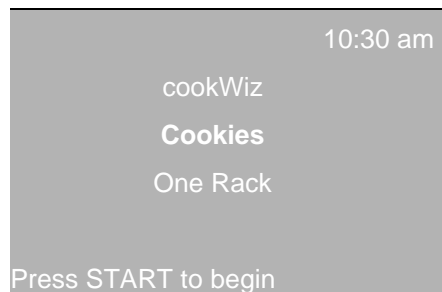 10:30 am
cookWiz
Cookies
One Rack
Press START to begin